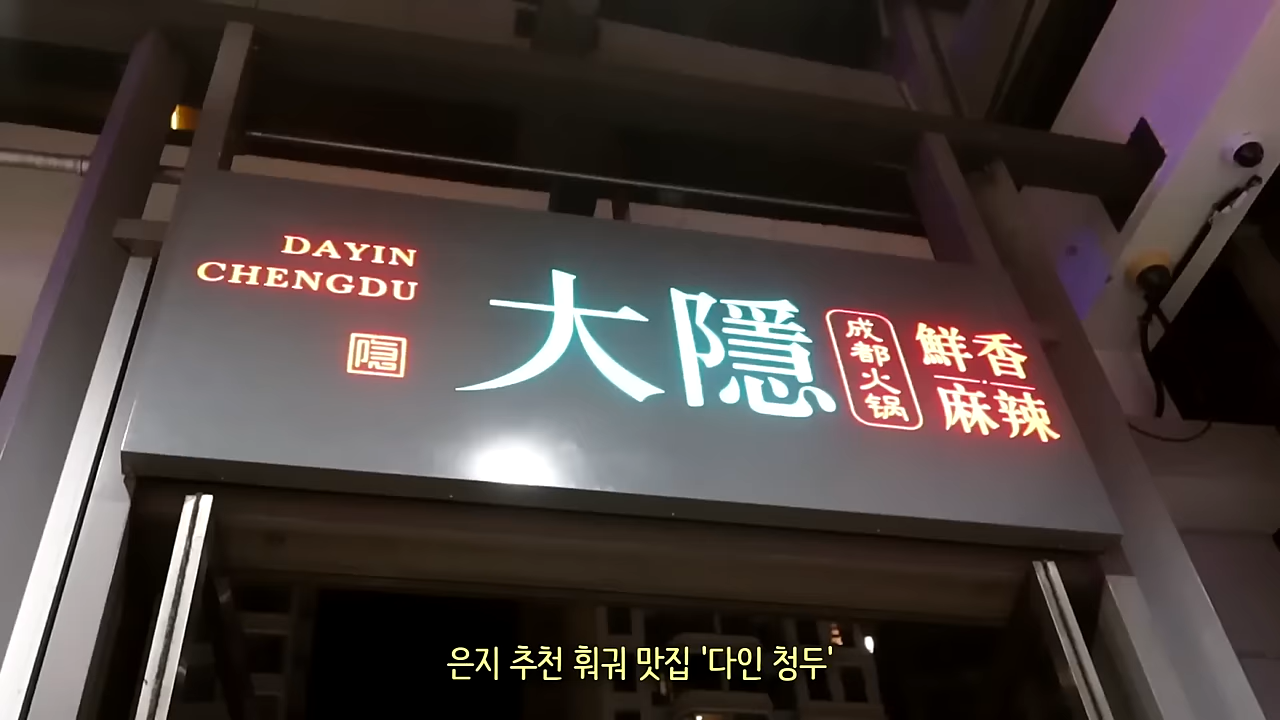 DAYIN
CHENGDU
隐
大隱
成都火锅
鮮香
麻辣
은지 추천 훠궈 맛집 '다인 청두'